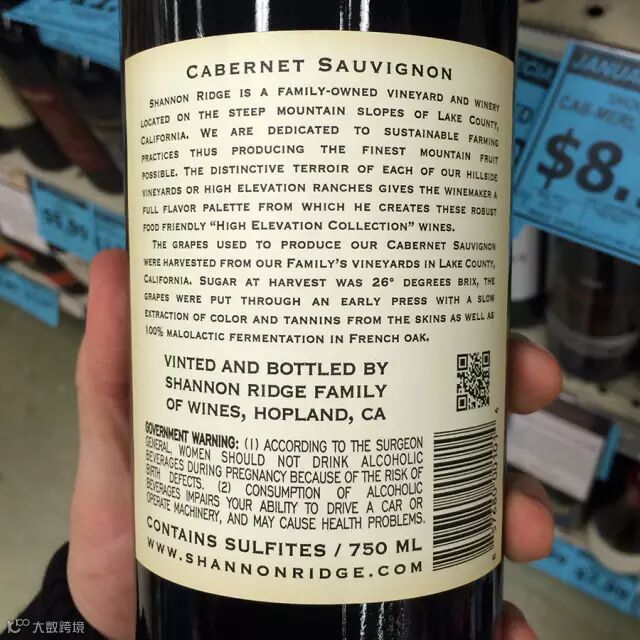 CABERNET SAUVIGNON
SHANNON RIDGE IS A FAMILY-OWNED VINEYARD AND WINERY
LOCATED ON THE STEEP MOUNTAIN SLOPES OF LAKE COUNTY,
CALIFORNIA. WE ARE DEDICATED TO SUSTAINABLE FARMING
PRACTICES THUS PRODUCING THE FINEST MOUNTAIN FRUIT
POSSIBLE. THE DISTINCTIVE TERROIR OF EACH OF OUR HILLSIDE
VINEYARDS OR HIGH ELEVATION RANCHES GIVES THE WINEMAKER A
FULL FLAVOR PALETTE FROM WHICH HE CREATES THESE ROBUST
FOOD FRIENDLY "HIGH ELEVATION COLLECTION" WINES.
THE GRAPES USED TO PRODUCE OUR CABERNET SAUVIGNON
WERE HARVESTED FROM OUR FAMILY'S VINEYARDS IN LAKE COUNTY,
CALIFORNIA. SUGAR AT HARVEST WAS 26° DEGREES BRIX, THE
GRAPES WERE PUT THROUGH AN EARLY PRESS WITH A SLOW
EXTRACTION OF COLOR AND TANNINS FROM THE SKINS AS WELL AS
100% MALOLACTIC FERMENTATION IN FRENCH OAK.
VINTED AND BOTTLED BY
SHANNON RIDGE FAMILY
OF WINES, HOPLAND, CA
GOVERNMENT WARNING: (1) ACCORDING TO THE SURGEON
GENERAL, WOMEN SHOULD NOT DRINK ALCOHOLIC
BEVERAGES DURING PREGNANCY BECAUSE OF THE RISK OF
BIRTH DEFECTS. (2) CONSUMPTION OF ALCOHOLIC
BEVERAGES IMPAIRS YOUR ABILITY TO DRIVE A CAR OR
OPERATE MACHINERY, AND MAY CAUSE HEALTH PROBLEMS.
CONTAINS SULFITES / 750 ML
WWW.SHANNONRIDGE.COM
$8.
大数跨境